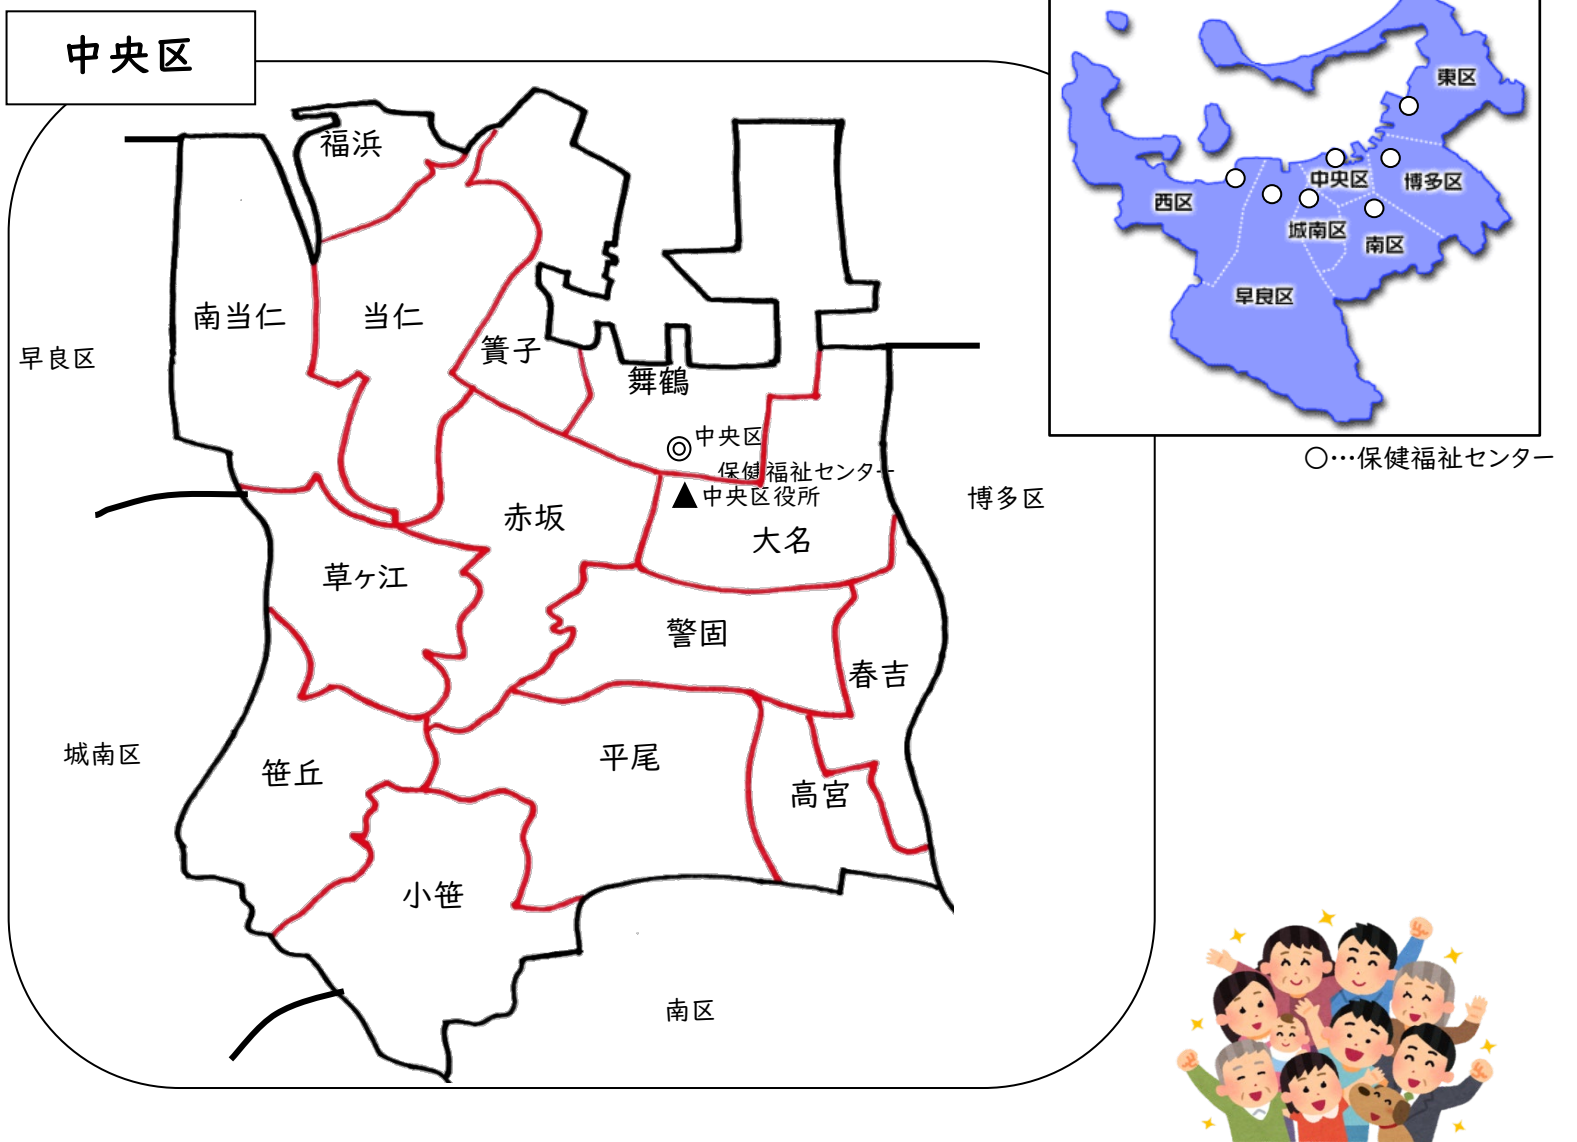 中央区
福浜
南当仁
当仁
早良区
簀子
舞鶴
中央区
保健福祉センター
中央区役所
博多区
赤坂
大名
草ヶ江
警固
春吉
城南区
笹丘
平尾
高宮
小笹
南区
東区
中央区
博多区
西区
城南区
南区
早良区
○…保健福祉センター